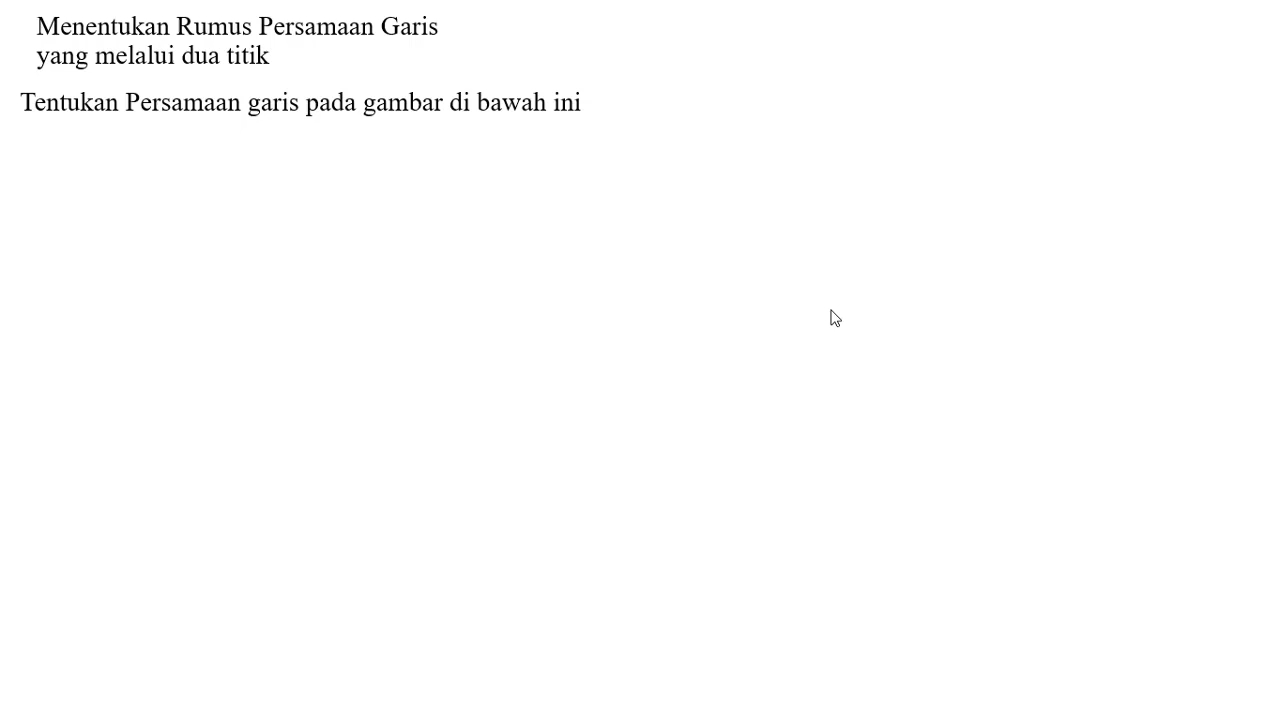 Menentukan Rumus Persamaan Garis
yang melalui dua titik
Tentukan Persamaan garis pada gambar di bawah ini